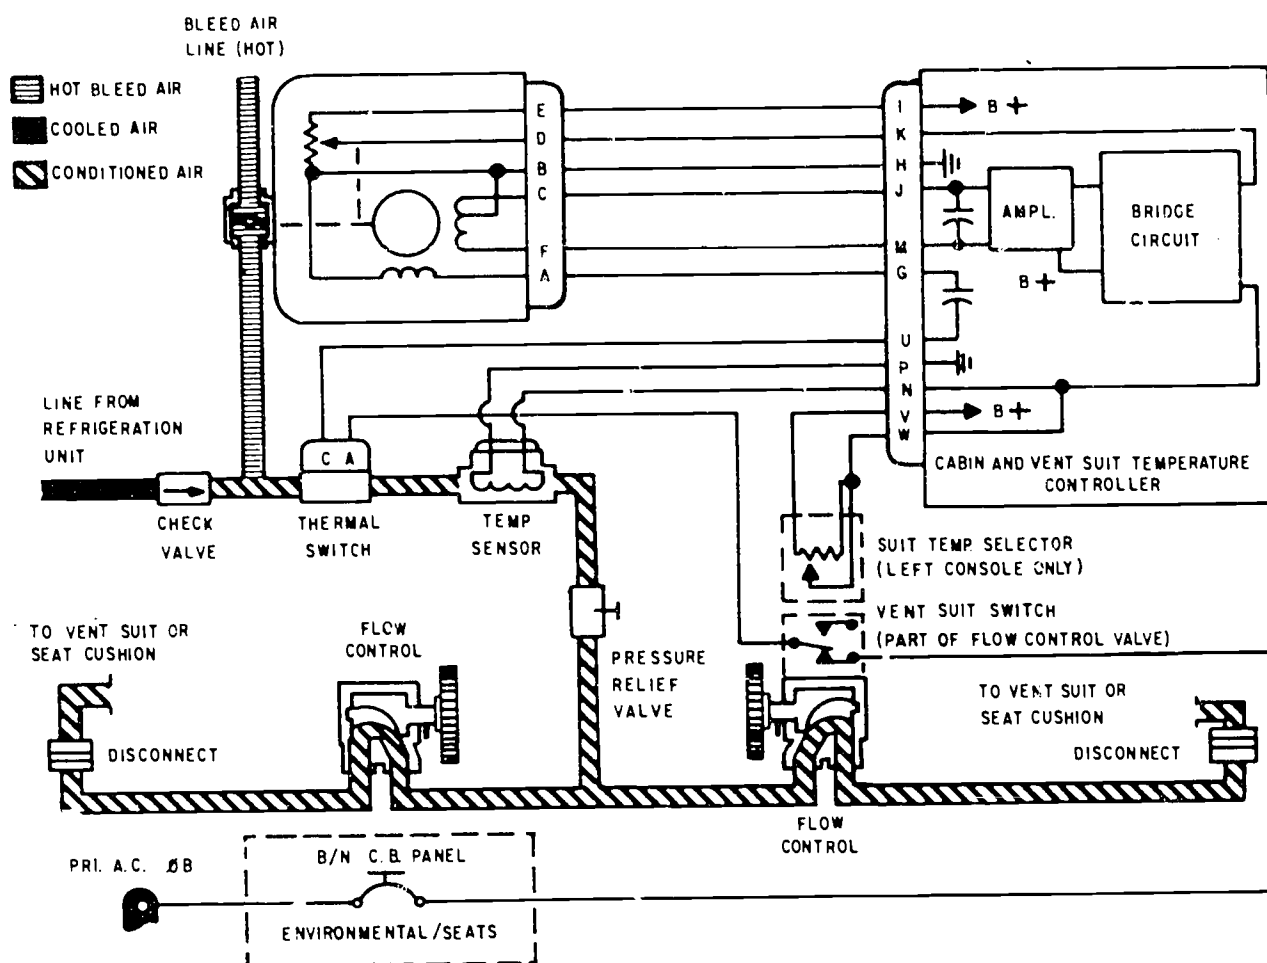 BLEED AIR
LINE (HOT)
HOT BLEED AIR
COOLED AIR
CONDITIONED AIR
E
D
B
C
F
A
I
K
H
J
M
G
U
P
N
V
W
B+
AMPL.
B+
BRIDGE
CIRCUIT
B+
CABIN AND VENT SUIT TEMPERATURE
CONTROLLER
LINE FROM
REFRIGERATION
UNIT
C A
CHECK
VALVE
THERMAL
SWITCH
TEMP
SENSOR
SUIT TEMP. SELECTOR
(LEFT CONSOLE ONLY)
VENT SUIT SWITCH
(PART OF FLOW CONTROL VALVE)
TO VENT SUIT OR
SEAT CUSHION
FLOW
CONTROL
PRESSURE
RELIEF
VALVE
TO VENT SUIT OR
SEAT CUSHION
DISCONNECT
DISCONNECT
FLOW
CONTROL
PRI. A.C. ØB
B/N C.B. PANEL
ENVIRONMENTAL/SEATS